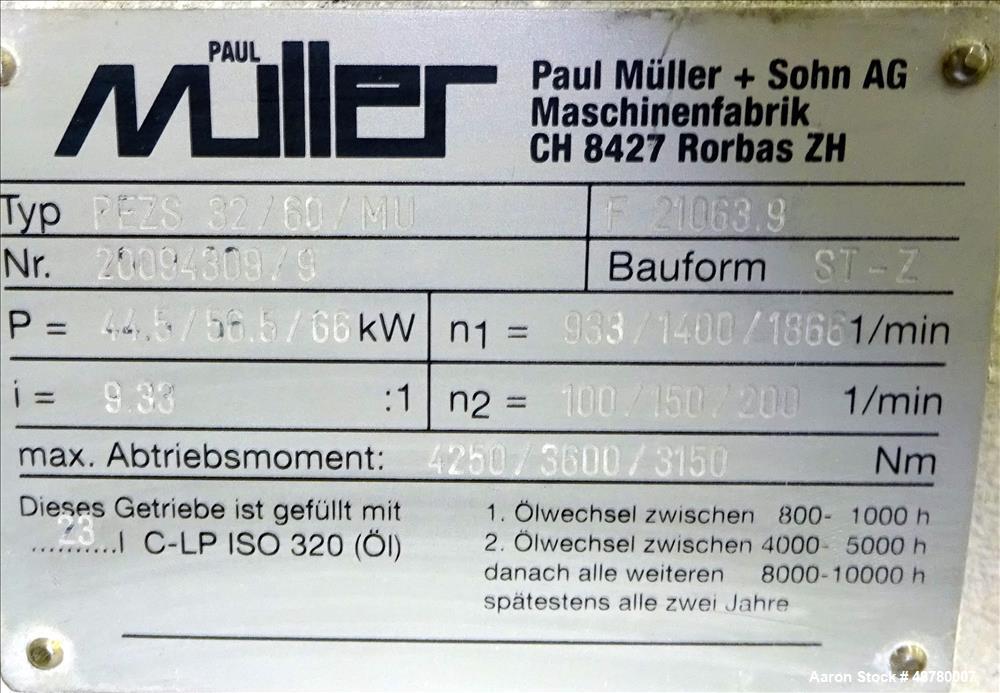 PAUL
Müller
Paul Müller + Sohn AG
Maschinenfabrik
CH 8427 Rorbas ZH
Typ PEZS 32/60/MU F 21063.9
Nr. 20094309/9 Bauform ST-Z
P = 44.5/56.5/66 kW n1 = 933/1400/1866 1/min
i = 9.33 :1 n2 = 100/150/200 1/min
max. Abtriebsmoment: 4250/3600/3150 Nm
Dieses Getriebe ist gefüllt mit
23
..........l C-LP ISO 320 (Öl)
1. Ölwechsel zwischen 800- 1000 h
2. Ölwechsel zwischen 4000- 5000 h
danach alle weiteren 8000-10000 h
spätestens alle zwei Jahre
Aaron Stock # 48780007